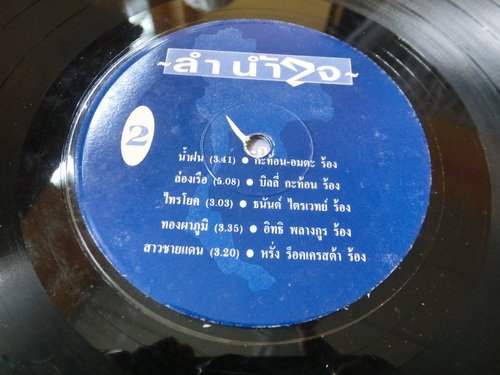 ~ลำนำใจ~
2
น้ำฝน (3.41) ● กะท้อน-อมตะ ร้อง
ล่องเรือ (5.08) ● บิลลี่ กะท้อน ร้อง
ไทรโยค (3.03) ● ธนันต์ ไตรเวทย์ ร้อง
ทองผาภูมิ (3.35) ● อิทธิ พลางกูร ร้อง
สาวชายแดน (3.20) ● หรั่ง ร็อคเครสต้า ร้อง